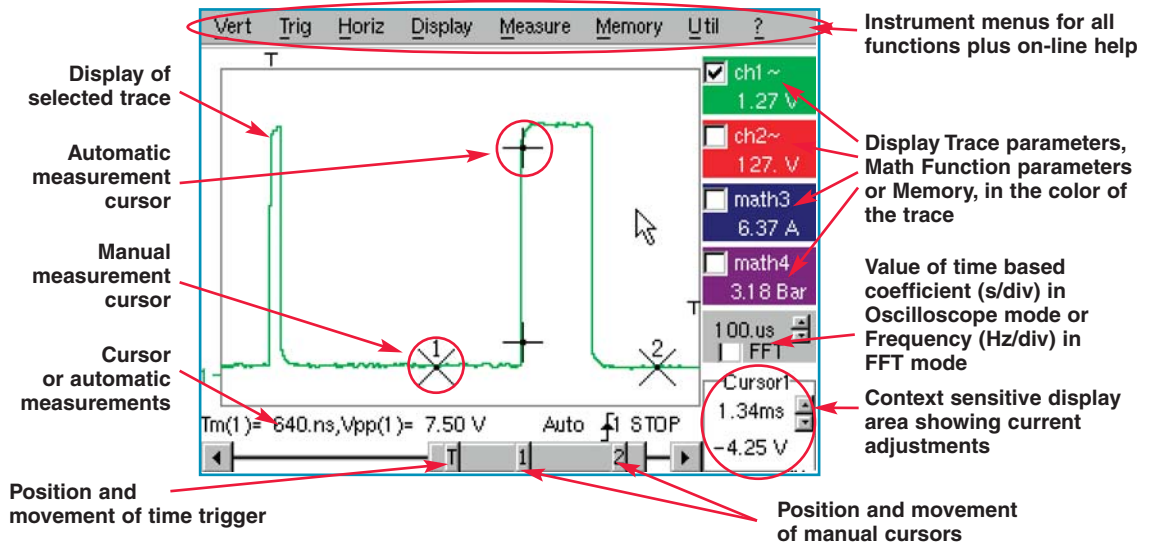 Vert Trig Horiz Display Measure Memory Util ?
Instrument menus for all
functions plus on-line help
T
Display of
selected trace
Automatic
measurement
cursor
Manual
measurement
cursor
Cursor
or automatic
measurements
1
2
1
T
ch1 ~
1.27 V
ch2~
127. V
math3
6.37 A
math4
3.18 Bar
100.us
FFT
Cursor1
1.34ms
-4.25 V
Display Trace parameters,
Math Function parameters
or Memory, in the color of
the trace
Value of time based
coefficient (s/div) in
Oscilloscope mode or
Frequency (Hz/div) in
FFT mode
Context sensitive display
area showing current
adjustments
Tm(1)= 640.ns,Vpp(1)= 7.50 V Auto 1 STOP
T 1 2
Position and
movement of time trigger
Position and movement
of manual cursors